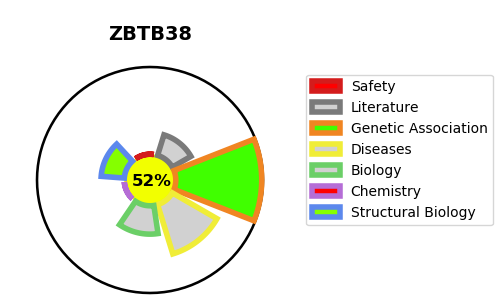 ZBTB38
52%
Safety
Literature
Genetic Association
Diseases
Biology
Chemistry
Structural Biology